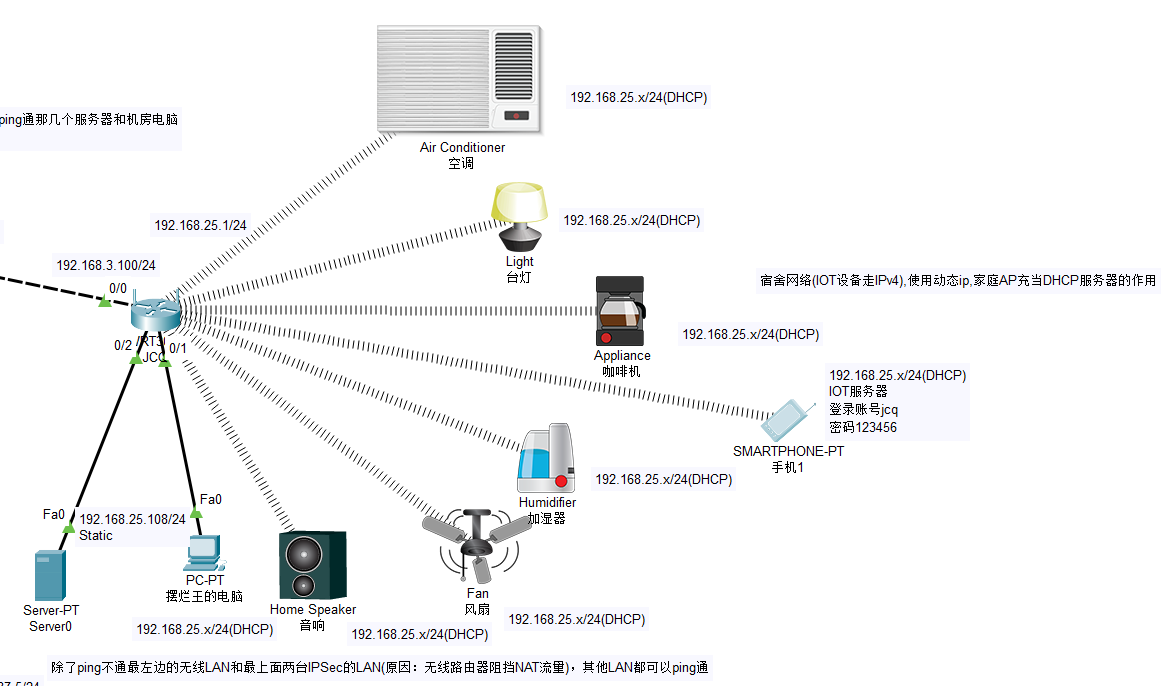 192.168.25.x/24(DHCP)
ping通那几个服务器和机房电脑
Air Conditioner
空调
192.168.25.1/24
192.168.25.x/24(DHCP)
Light
台灯
192.168.3.100/24
0/0
宿舍网络(IOT设备走IPv4),使用动态ip,家庭AP充当DHCP服务器的作用
192.168.25.x/24(DHCP)
0/2
0/1
JCQ
Appliance
咖啡机
192.168.25.x/24(DHCP)
IOT服务器
登录账号jcq
密码123456
SMARTPHONE-PT
手机1
192.168.25.x/24(DHCP)
Humidifier
加湿器
Fa0
Fa0
192.168.25.108/24
Static
PC-PT
摆烂王的电脑
Server-PT
Server0
Home Speaker
音响
Fan
风扇
192.168.25.x/24(DHCP)
192.168.25.x/24(DHCP)
192.168.25.x/24(DHCP)
除了ping不通最左边的无线LAN和最上面两台IPSec的LAN(原因：无线路由器阻挡NAT流量)，其他LAN都可以ping通